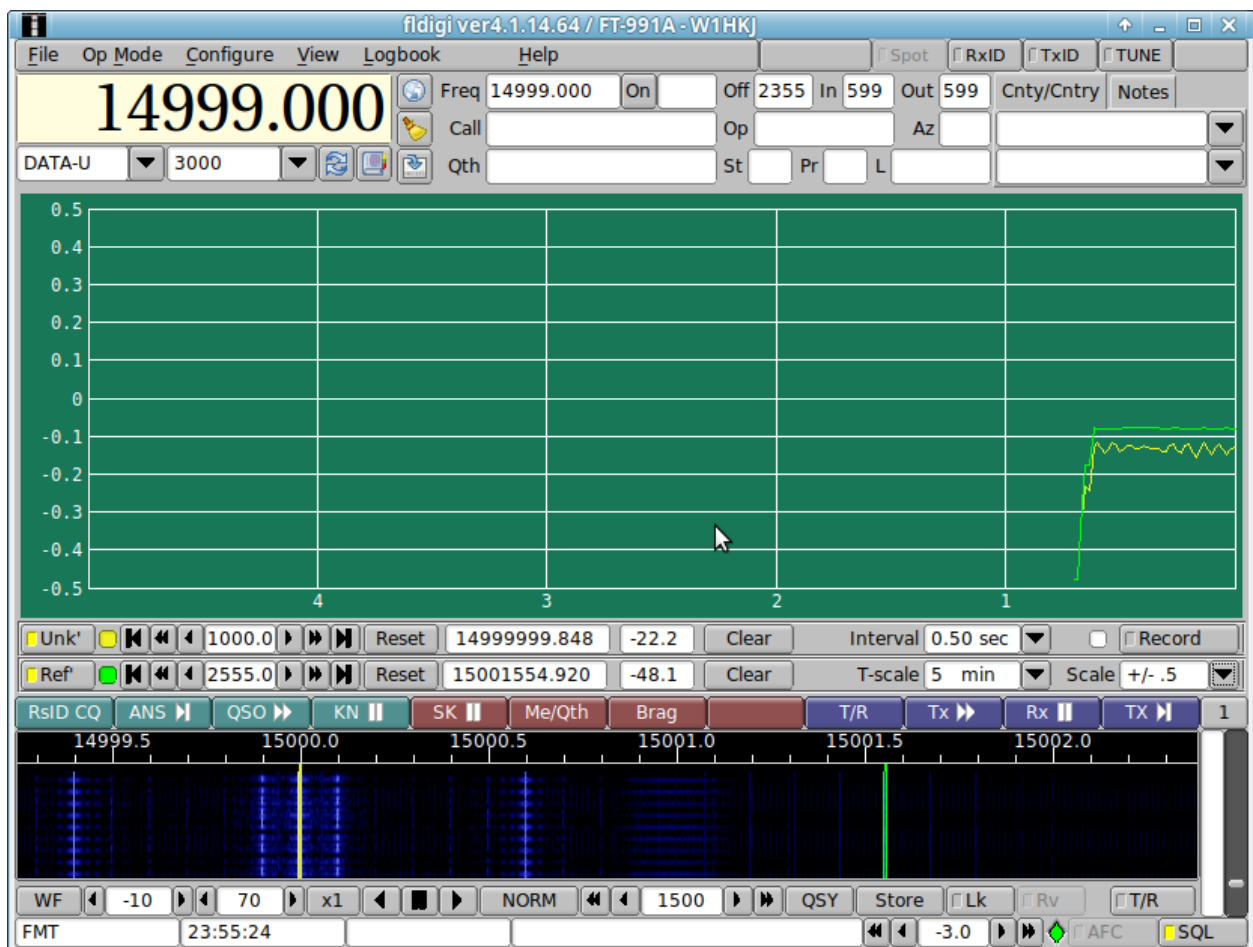 fldigi ver4.1.14.64 / FT-991A - W1HKJ
File Op Mode Configure View Logbook Help Spot RxID TxID TUNE
14999.000 Freq 14999.000 On Off 2355 In 599 Out 599 Cnty/Cntry Notes
Call Op Az
DATA-U 3000 Qth St Pr L
0.5
0.4
0.3
0.2
0.1
0
-0.1
-0.2
-0.3
-0.4
-0.5
4 3 2 1
Unk' 1000.0 Reset 14999999.848 -22.2 Clear Interval 0.50 sec Record
Ref' 2555.0 Reset 15001554.920 -48.1 Clear T-scale 5 min Scale +/- .5
RsID CQ ANS QSO KN SK Me/Qth Brag T/R Tx Rx TX 1
14999.5 15000.0 15000.5 15001.0 15001.5 15002.0
WF -10 70 x1 NORM 1500 QSY Store Lk Rv T/R
FMT 23:55:24 -3.0 AFC SQL